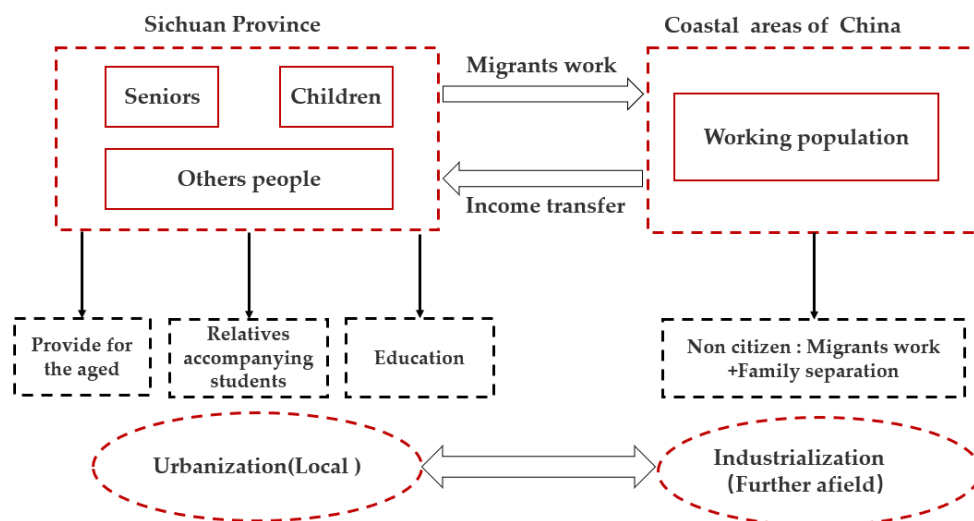 Sichuan Province
Coastal areas of China
Seniors
Children
Others people
Migrants work
Income transfer
Working population
Provide for
the aged
Relatives
accompanying
students
Education
Non citizen : Migrants work
+Family separation
Urbanization(Local )
Industrialization
(Further afield)